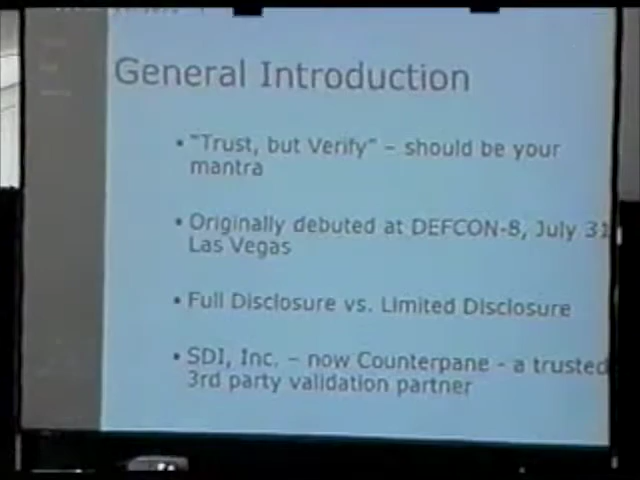 General Introduction
• "Trust, but Verify" – should be your
mantra
• Originally debuted at DEFCON-8, July 31
Las Vegas
• Full Disclosure vs. Limited Disclosure
• SDI, Inc. – now Counterpane - a trusted
3rd party validation partner